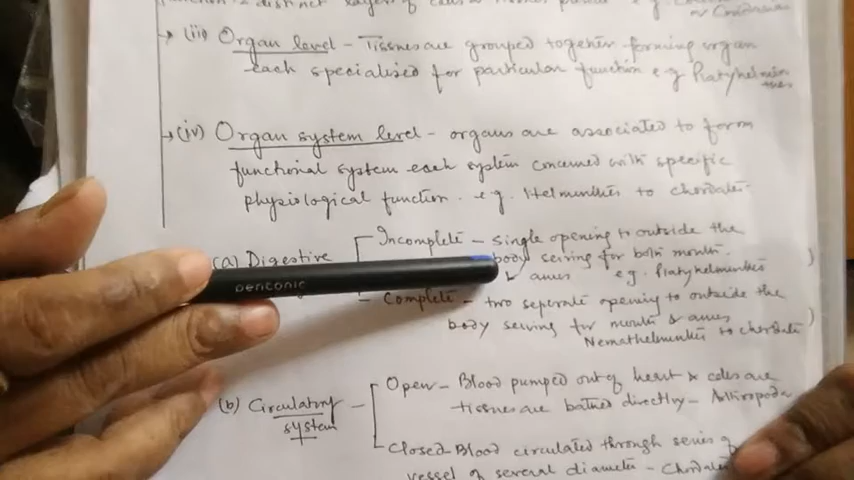 (iii) Organ level - Tissues are grouped together forming organ
each specialised for particular function e.g Platyhelmin
thes
(iv) Organ system level - organs are associated to form
functional system each system concerned with specific
physiological function. e.g. Helminthes to chordates.
(a) Digestive
Incomplete - single opening to outside the
body serving for both mouth
& anus e.g. Platyhelminthes
Complete - two seperate opening to outside the
body serving for mouth & anus
Nemathelminthes to chordata
(b) Circulatory
system
Open - Blood pumped out of heart & cells are
tissues are bathed directly - Arthropoda
Closed - Blood circulated through series of
vessel of several diameter - Chordates
pentonic